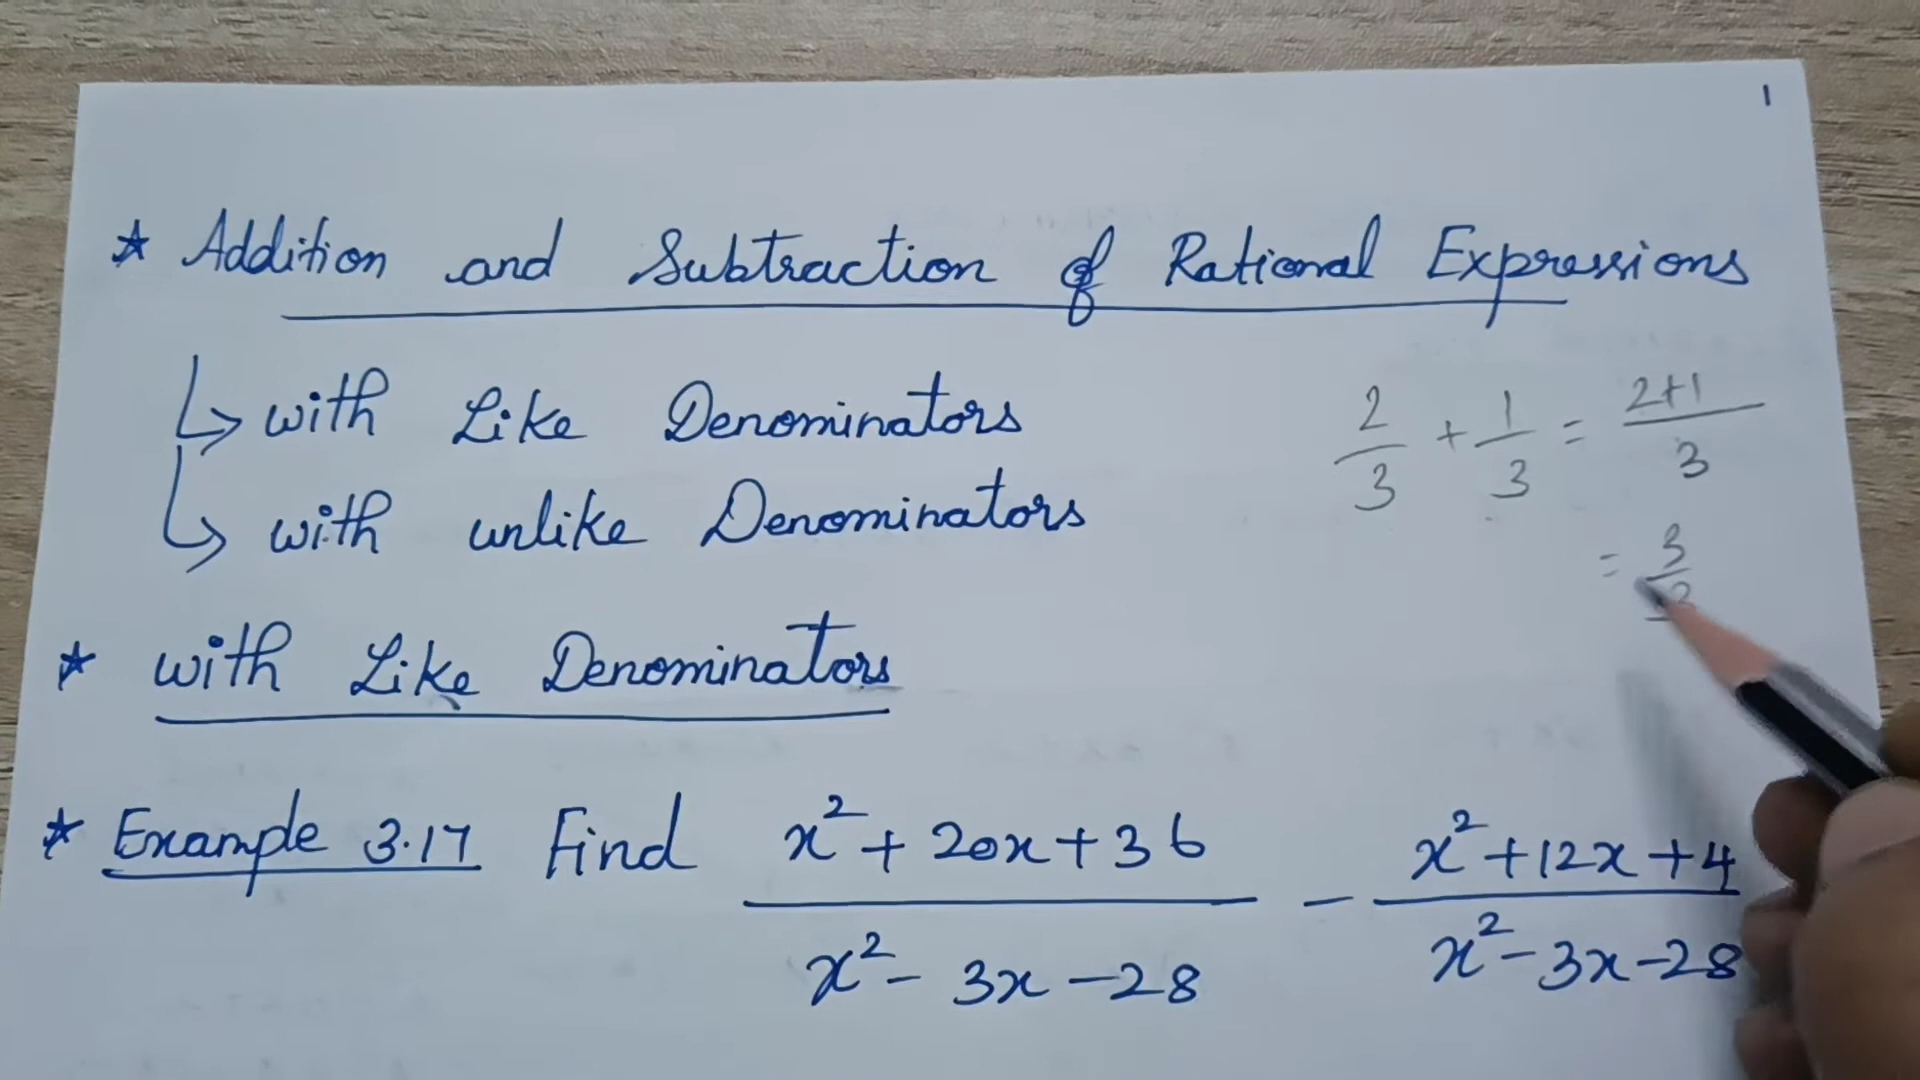 1
* Addition and Subtraction of Rational Expressions
↳ with Like Denominators
↳ with unlike Denominators
2/3 + 1/3 = 2+1/3
= 3/3
* with Like Denominators
* Example 3.17 Find x²+20x+36 / x²-3x-28 - x²+12x+4 / x²-3x-28